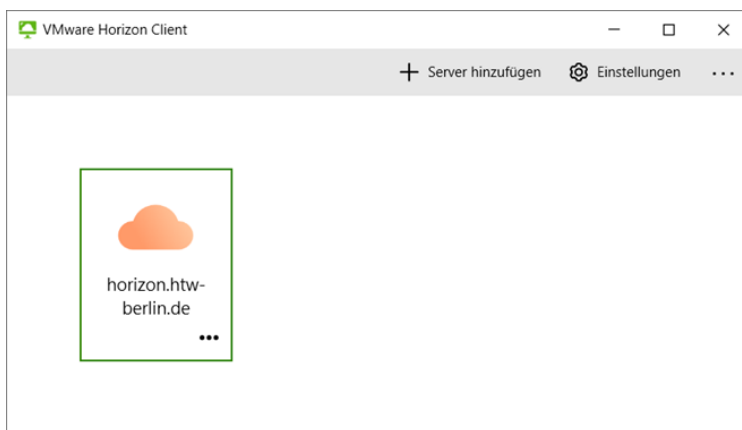 VMware Horizon Client
Server hinzufügen
Einstellungen
horizon.htw-
berlin.de